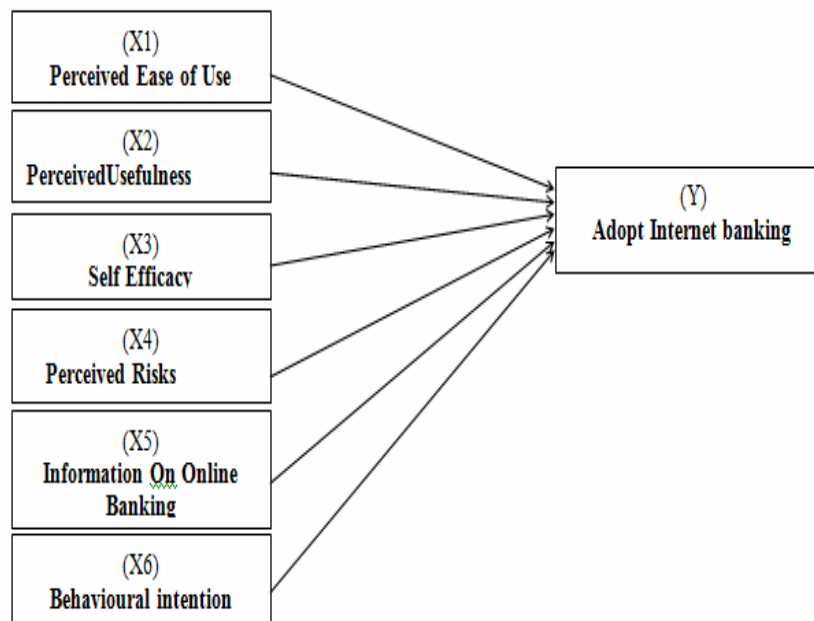 (X1)
Perceived Ease of Use
(X2)
PerceivedUsefulness
(X3)
Self Efficacy
(X4)
Perceived Risks
(X5)
Information On Online
Banking
(X6)
Behavioural intention
(Y)
Adopt Internet banking